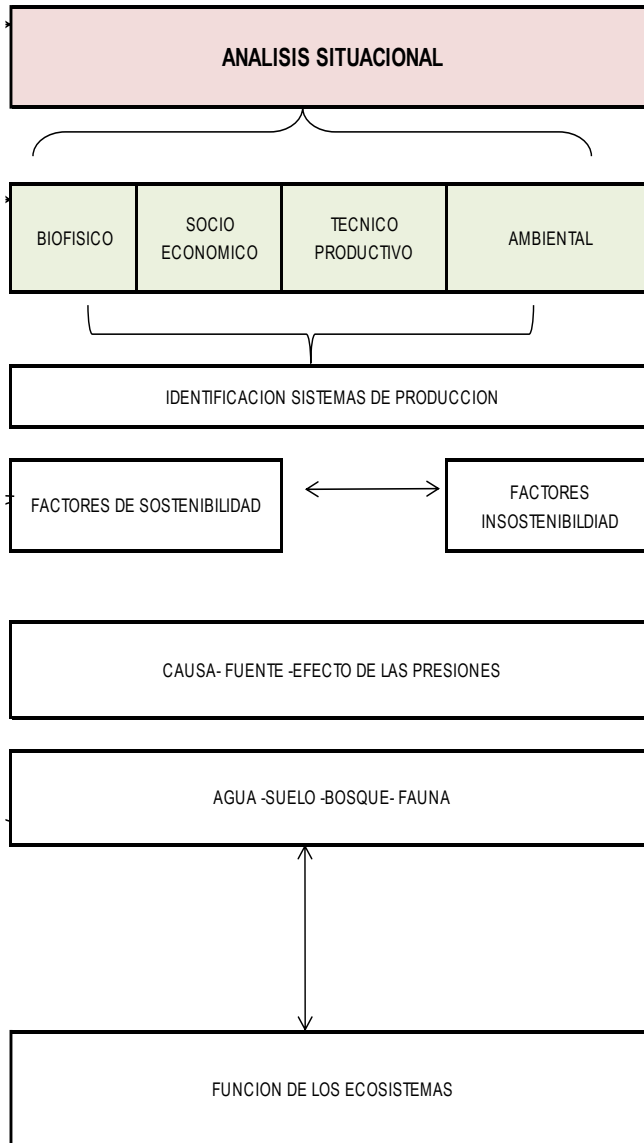 ANALISIS SITUACIONAL
BIOFISICO
SOCIO
ECONOMICO
TECNICO
PRODUCTIVO
AMBIENTAL
IDENTIFICACION SISTEMAS DE PRODUCCION
FACTORES DE SOSTENIBILIDAD
FACTORES
INSOSTENIBILDIAD
CAUSA- FUENTE -EFECTO DE LAS PRESIONES
AGUA -SUELO -BOSQUE- FAUNA
FUNCION DE LOS ECOSISTEMAS